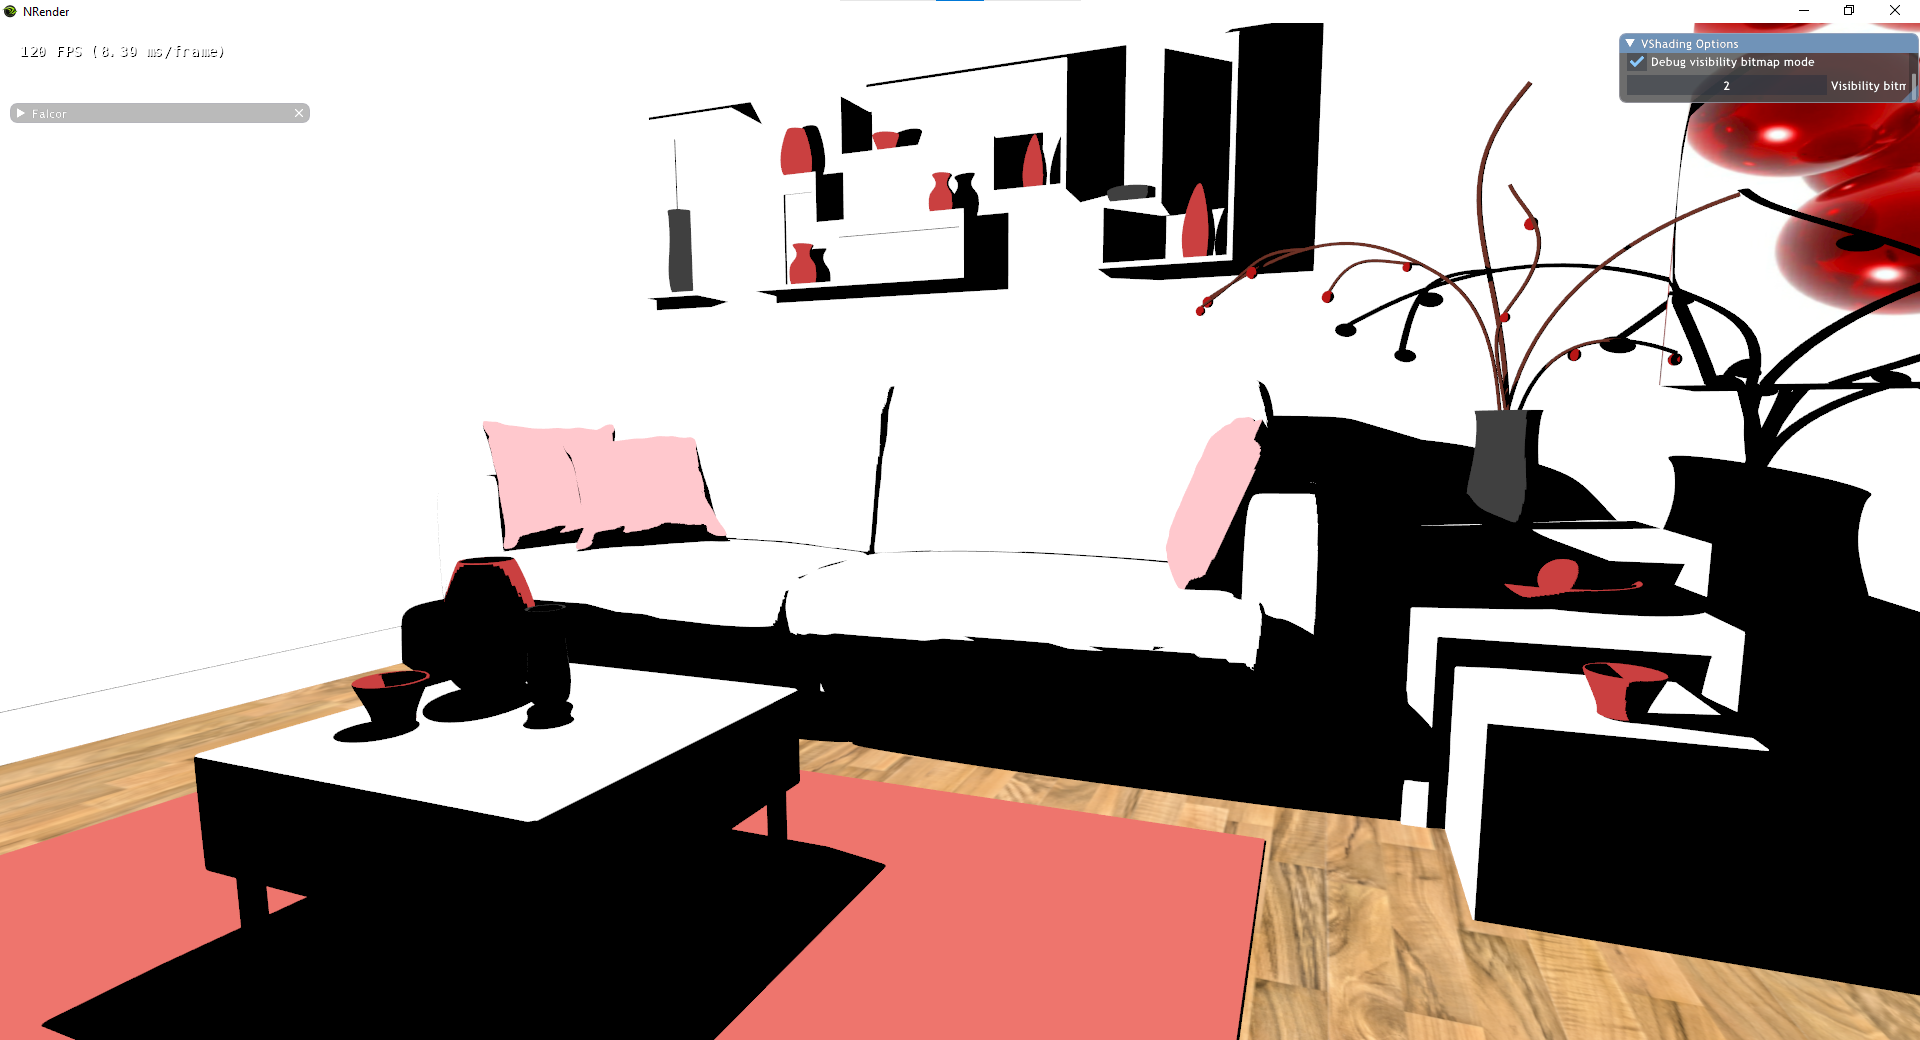 NRender
120 FPS (8.39 ms/frame)
VShading Options
Debug visibility bitmap mode
2 Visibility bitm
Falcor